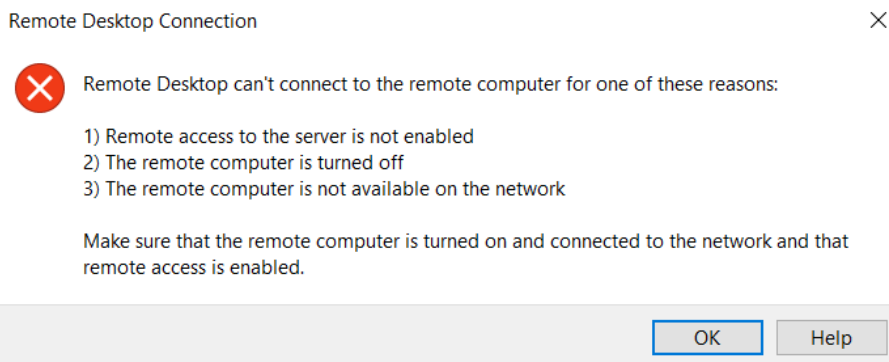 Remote Desktop Connection
Remote Desktop can't connect to the remote computer for one of these reasons:
1) Remote access to the server is not enabled
2) The remote computer is turned off
3) The remote computer is not available on the network
Make sure that the remote computer is turned on and connected to the network and that
remote access is enabled.
OK
Help